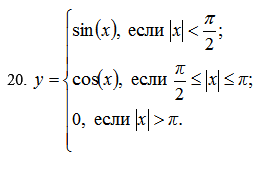 sin(x), если |x| < π/2;
20. y = { cos(x), если π/2 ≤ |x| ≤ π;
0, если |x| > π.